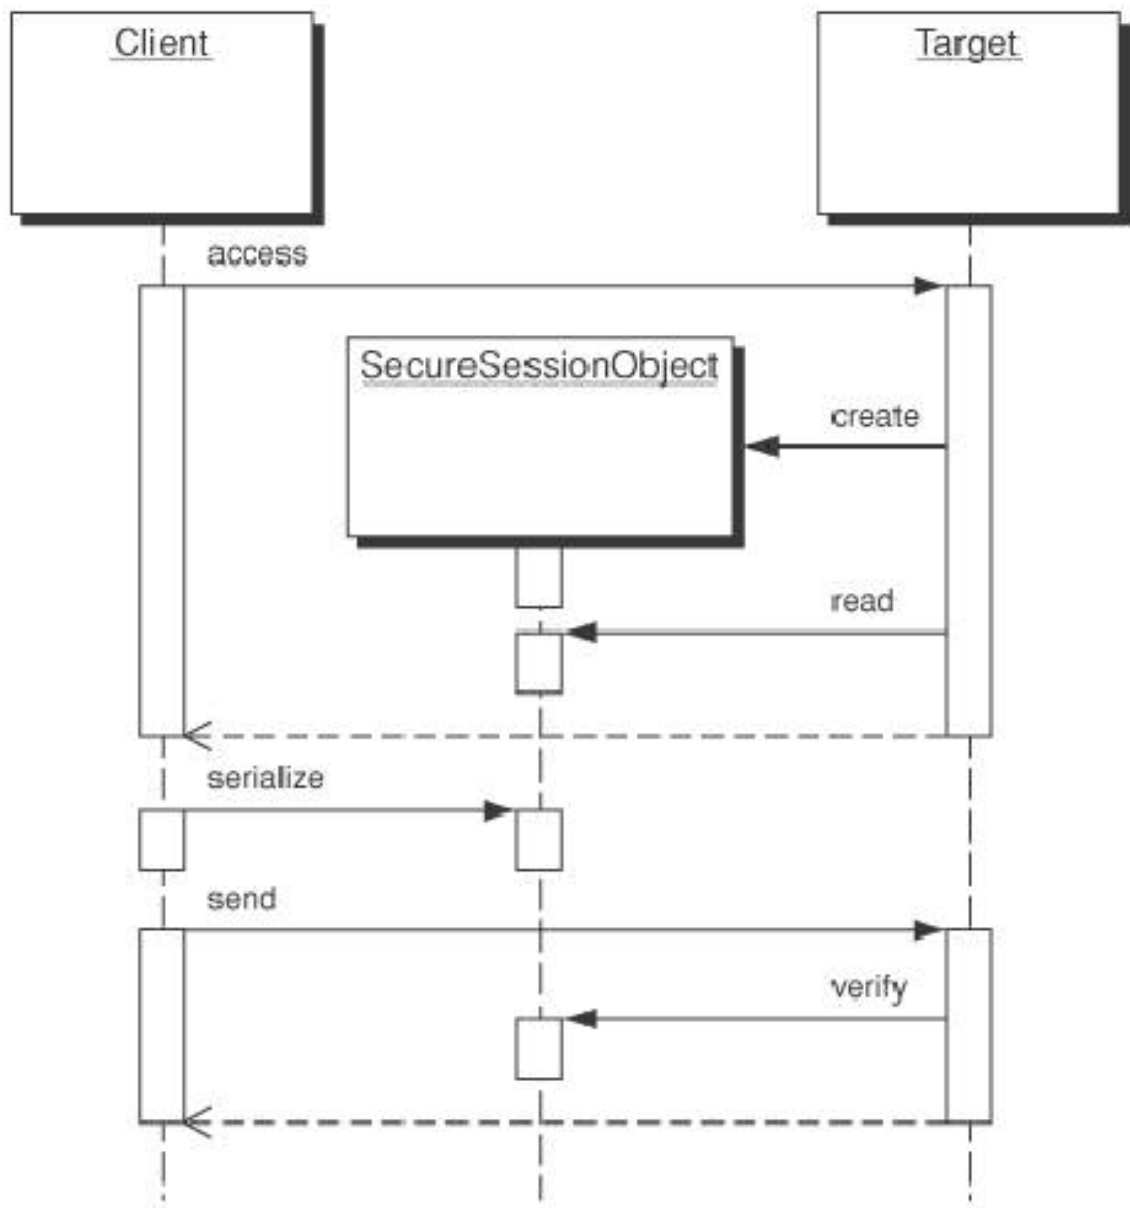 Client
Target
access
SecureSessionObject
create
read
serialize
send
verify